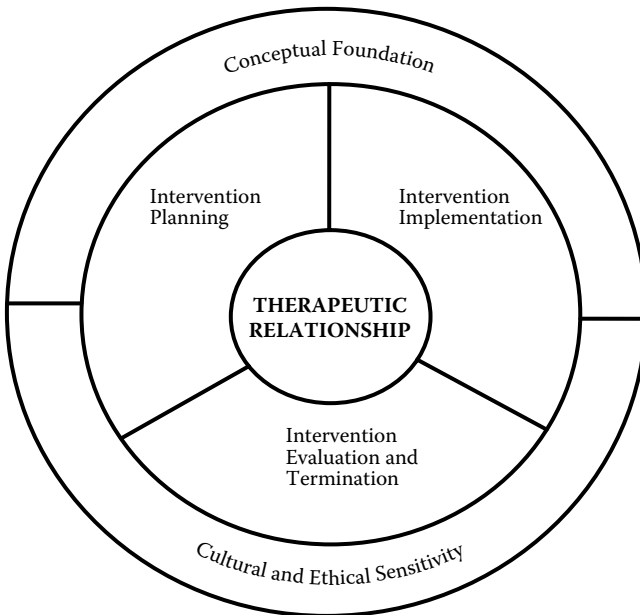 Conceptual Foundation
Intervention
Planning
Intervention
Implementation
THERAPEUTIC
RELATIONSHIP
Intervention
Evaluation and
Termination
Cultural and Ethical Sensitivity